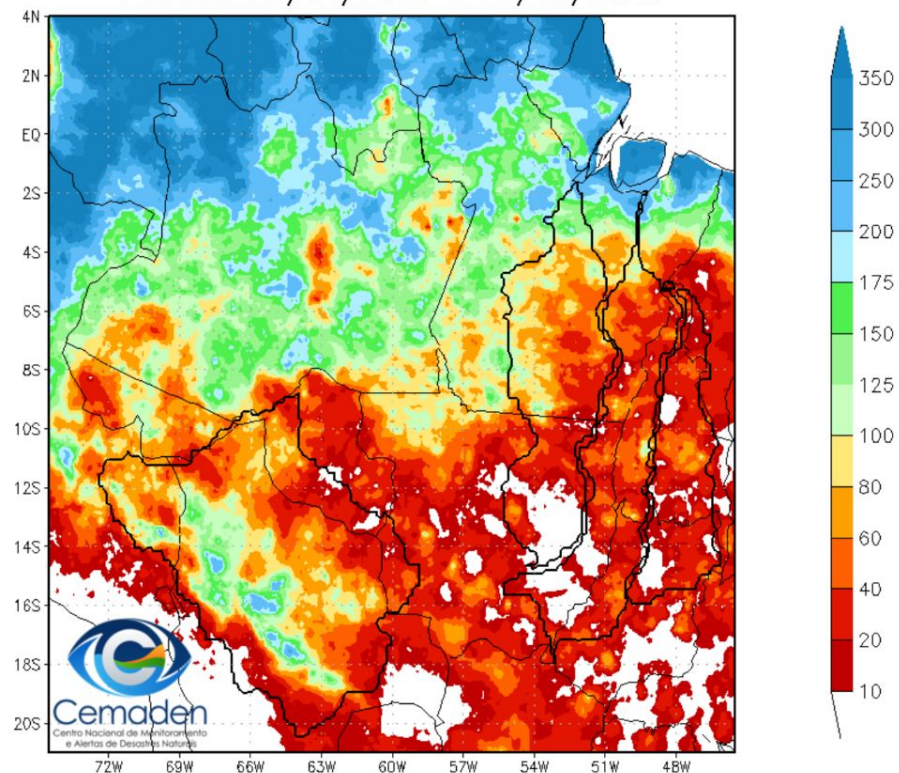 4N
2N
EQ
2S
4S
6S
8S
10S
12S
14S
16S
18S
20S
72W 69W 66W 63W 60W 57W 54W 51W 48W
350
300
250
200
175
150
125
100
80
60
40
20
10
Cemaden
Centro Nacional de Monitoramento
e Alertas de Desastres Naturais